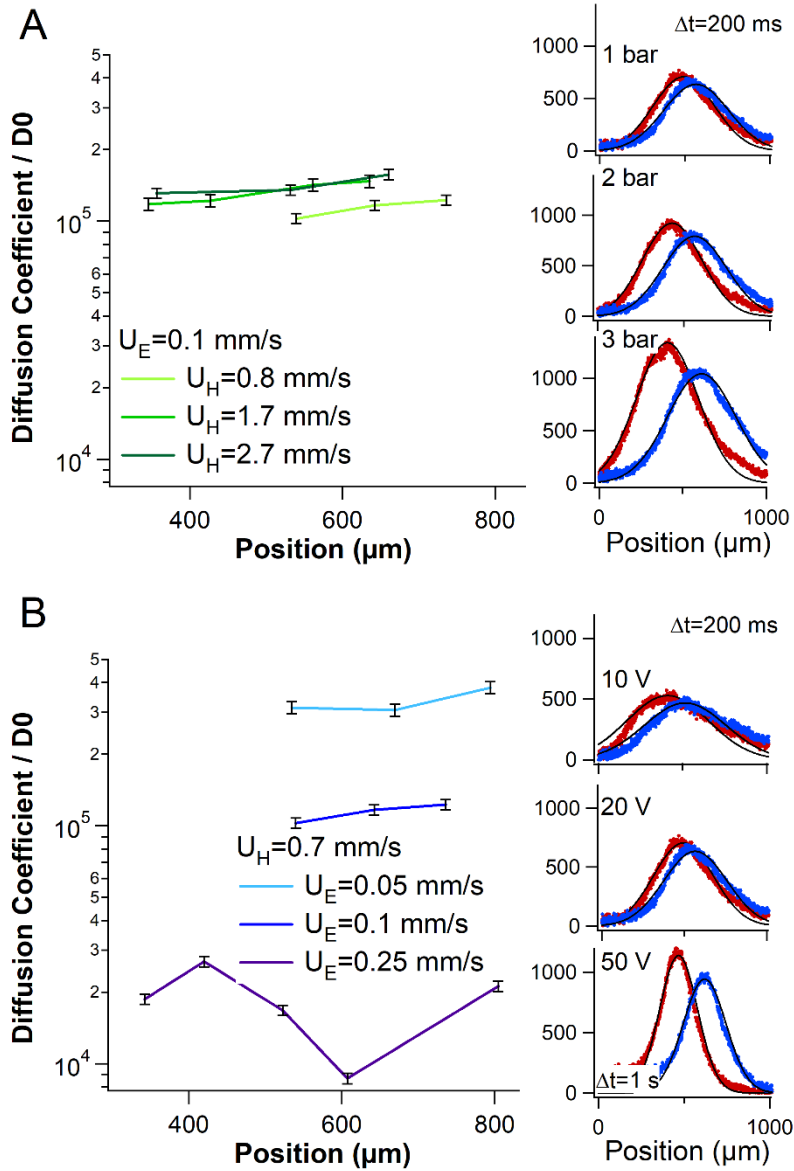 A
Diffusion Coefficient / D0
5
4
3
2
10^5
6
5
4
3
2
10^4
U_E=0.1 mm/s
U_H=0.8 mm/s
U_H=1.7 mm/s
U_H=2.7 mm/s
400 600 800
Position (µm)
Δt=200 ms
1 bar
1000
500
0
2 bar
1000
500
0
3 bar
1000
500
0
0 1000
Position (µm)
B
Diffusion Coefficient / D0
5
4
3
2
10^5
6
5
4
3
2
10^4
U_H=0.7 mm/s
U_E=0.05 mm/s
U_E=0.1 mm/s
U_E=0.25 mm/s
400 600 800
Position (µm)
Δt=200 ms
10 V
1000
500
0
20 V
1000
500
0
50 V
1000
500
0
Δt=1 s
0 1000
Position (µm)